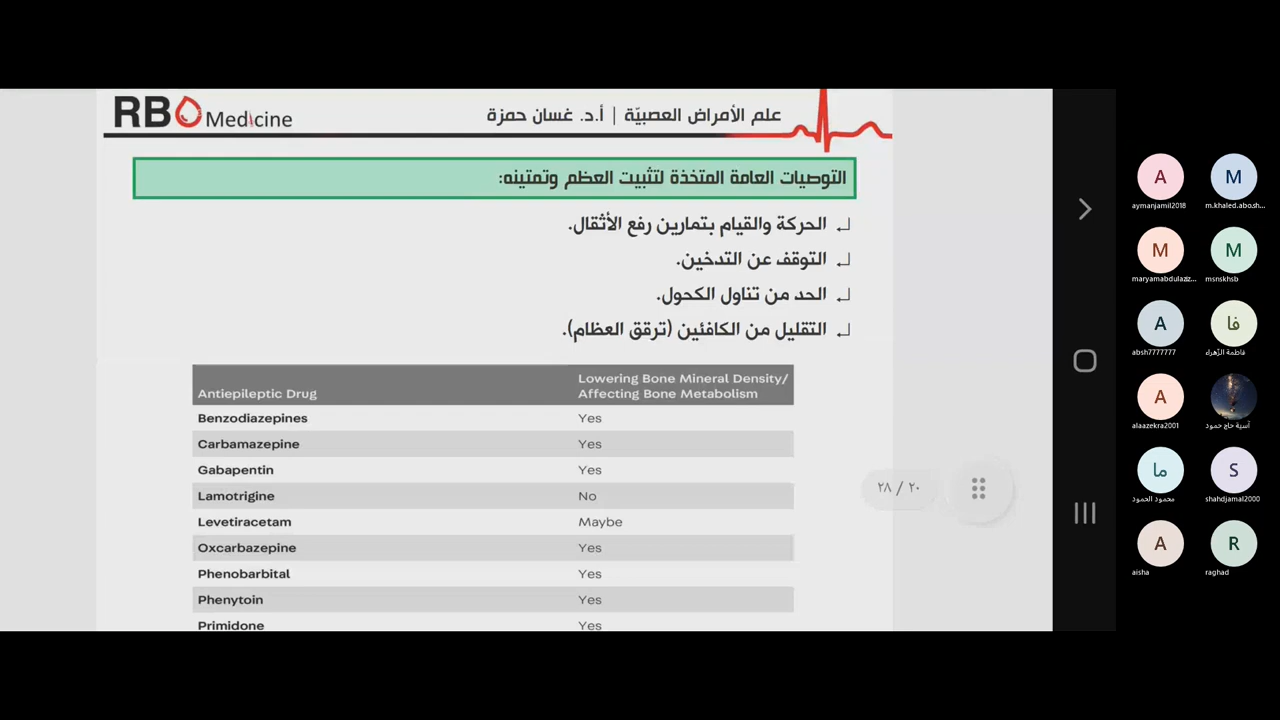 RBO Medicine
علم الأمراض العصبيّة | أ.د. غسان حمزة
التوصيات العامة المتخذة لتثبيت العظم وتمتينه:
الحركة والقيام بتمارين رفع الأثقال.
التوقف عن التدخين.
الحد من تناول الكحول.
التقليل من الكافئين (ترقق العظام).
Antiepileptic Drug
Lowering Bone Mineral Density/
Affecting Bone Metabolism
Benzodiazepines Yes
Carbamazepine Yes
Gabapentin Yes
Lamotrigine No
Levetiracetam Maybe
Oxcarbazepine Yes
Phenobarbital Yes
Phenytoin Yes
Primidone Yes
٢٨ / ٢٠
A M
aymanjamil2018 m.khaled.abo.sh...
M M
maryamabdulaziz... msnskhsb
A فا
absh7777777 فاطمة الزّهراء
A
alaazekra2001 آسية حاج حمود
ما S
محمود الحمود shahdjamal2000
A R
aisha raghad